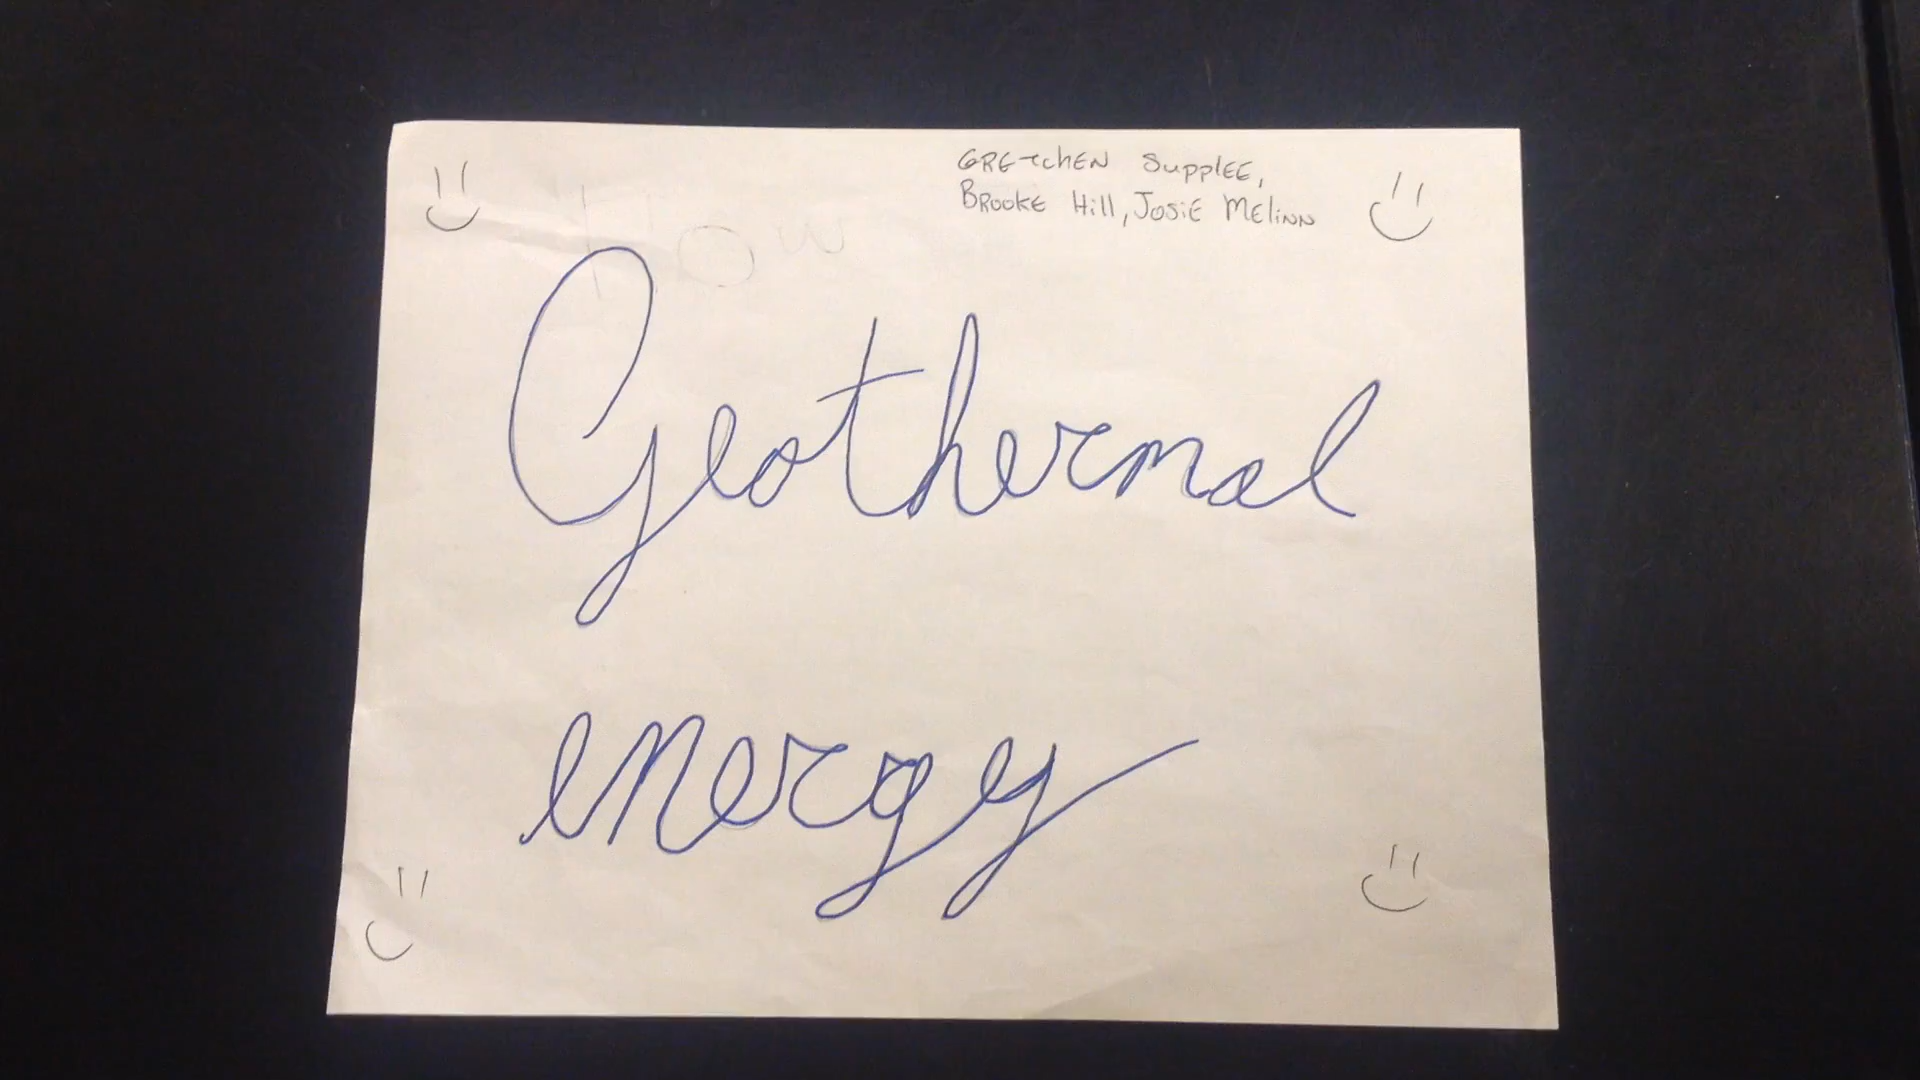 GRETCHEN SUPPLEE,
BROOKE Hill, JOSIE MELINN
How
Geothermal
energy